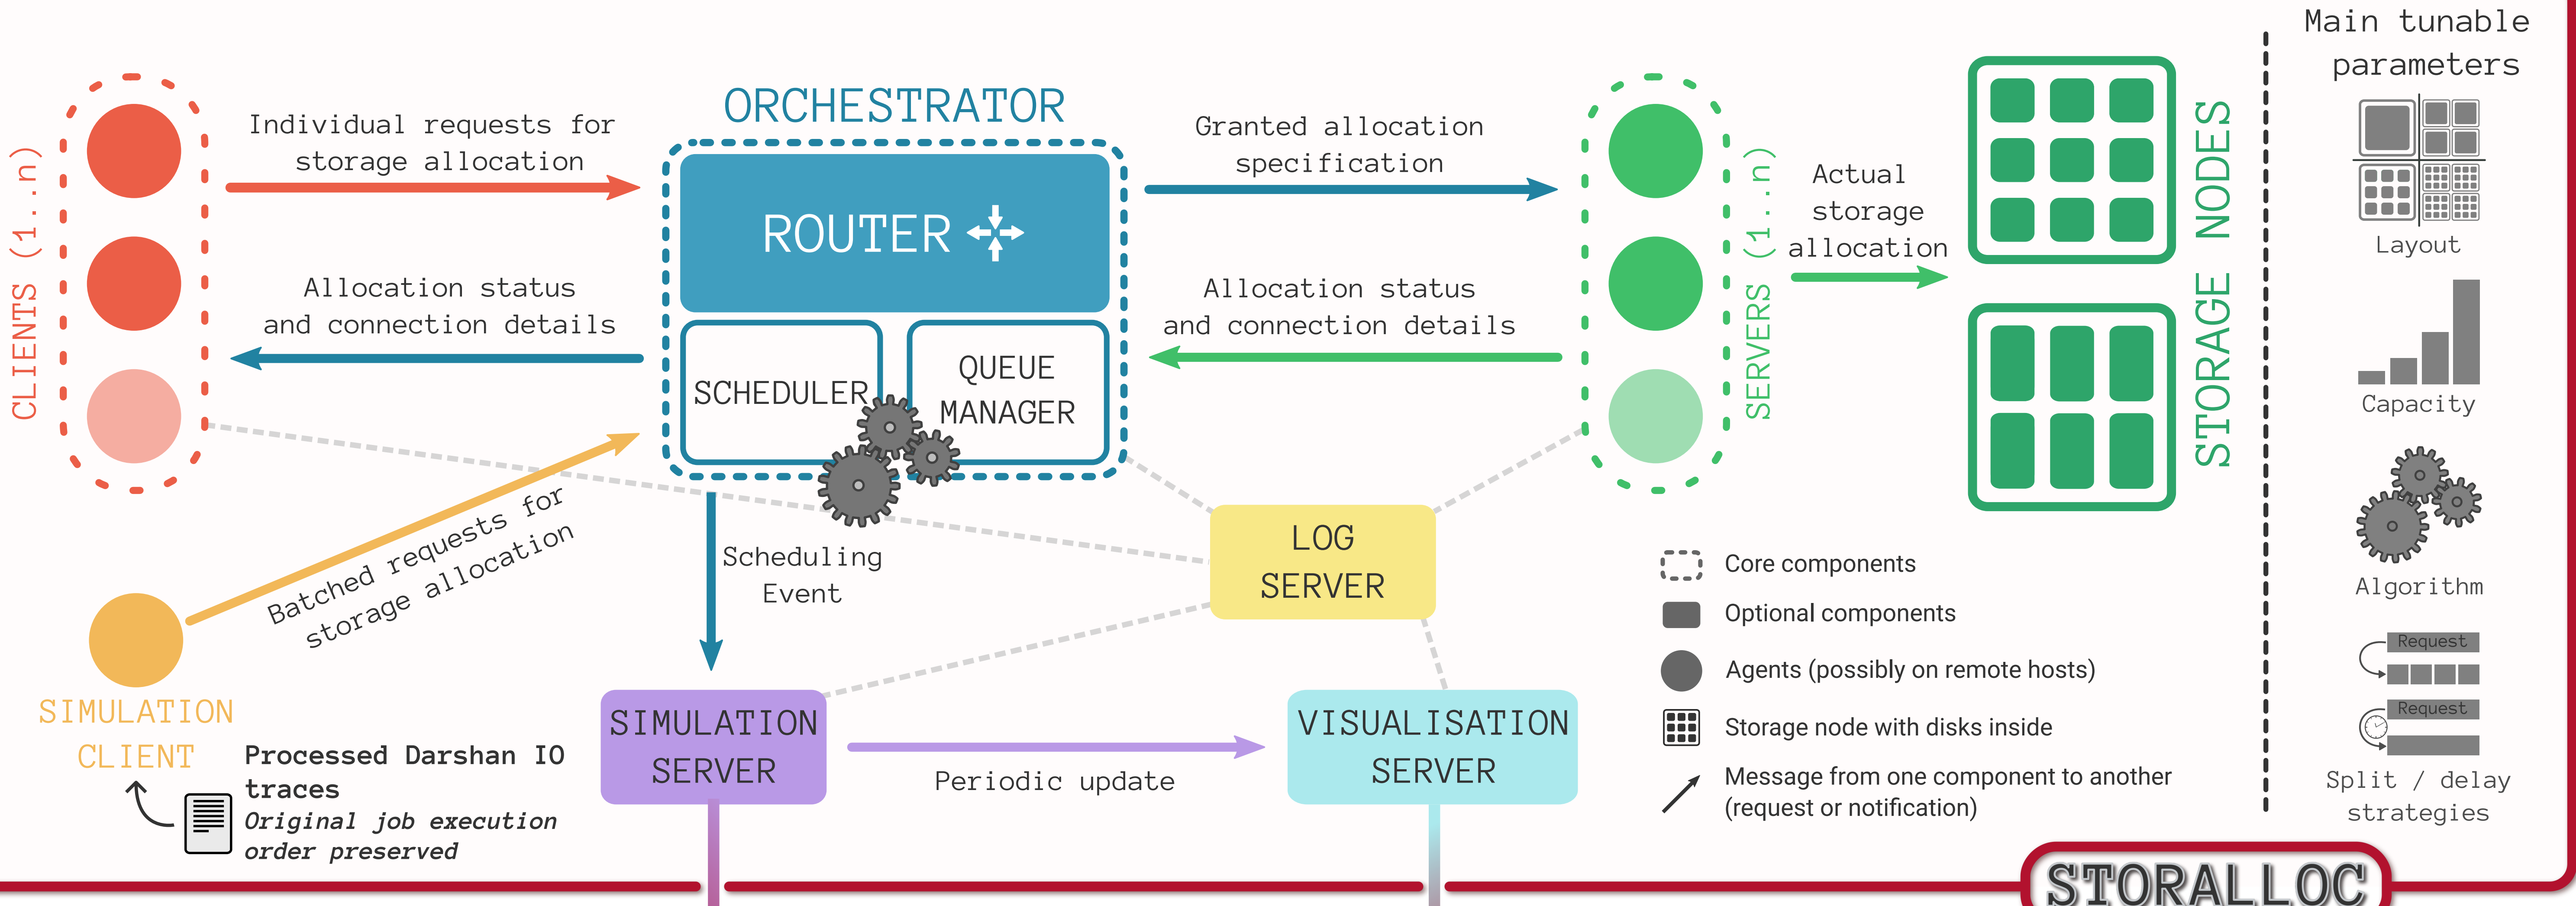 CLIENTS (1..n)
Individual requests for
storage allocation
Allocation status
and connection details
Batched requests for
storage allocation
SIMULATION
CLIENT
Processed Darshan IO
traces
Original job execution
order preserved
ORCHESTRATOR
ROUTER
SCHEDULER
QUEUE
MANAGER
Scheduling
Event
SIMULATION
SERVER
Periodic update
VISUALISATION
SERVER
LOG
SERVER
Granted allocation
specification
Allocation status
and connection details
SERVERS (1..n)
Actual
storage
allocation
STORAGE NODES
Core components
Optional components
Agents (possibly on remote hosts)
Storage node with disks inside
Message from one component to another
(request or notification)
Main tunable
parameters
Layout
Capacity
Algorithm
Request
Request
Split / delay
strategies
STORALLOC